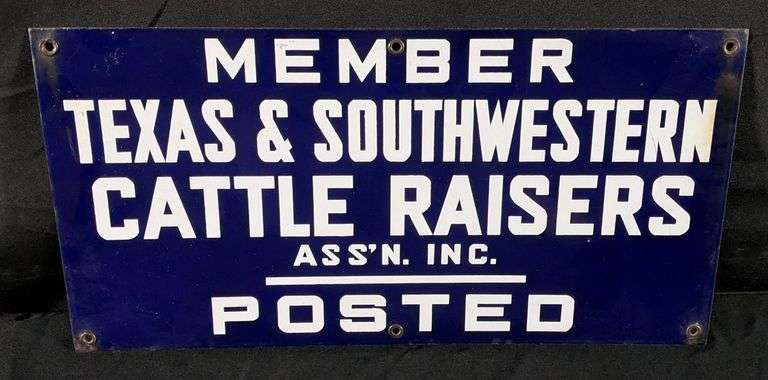 MEMBER
TEXAS & SOUTHWESTERN
CATTLE RAISERS
ASS'N. INC.
POSTED